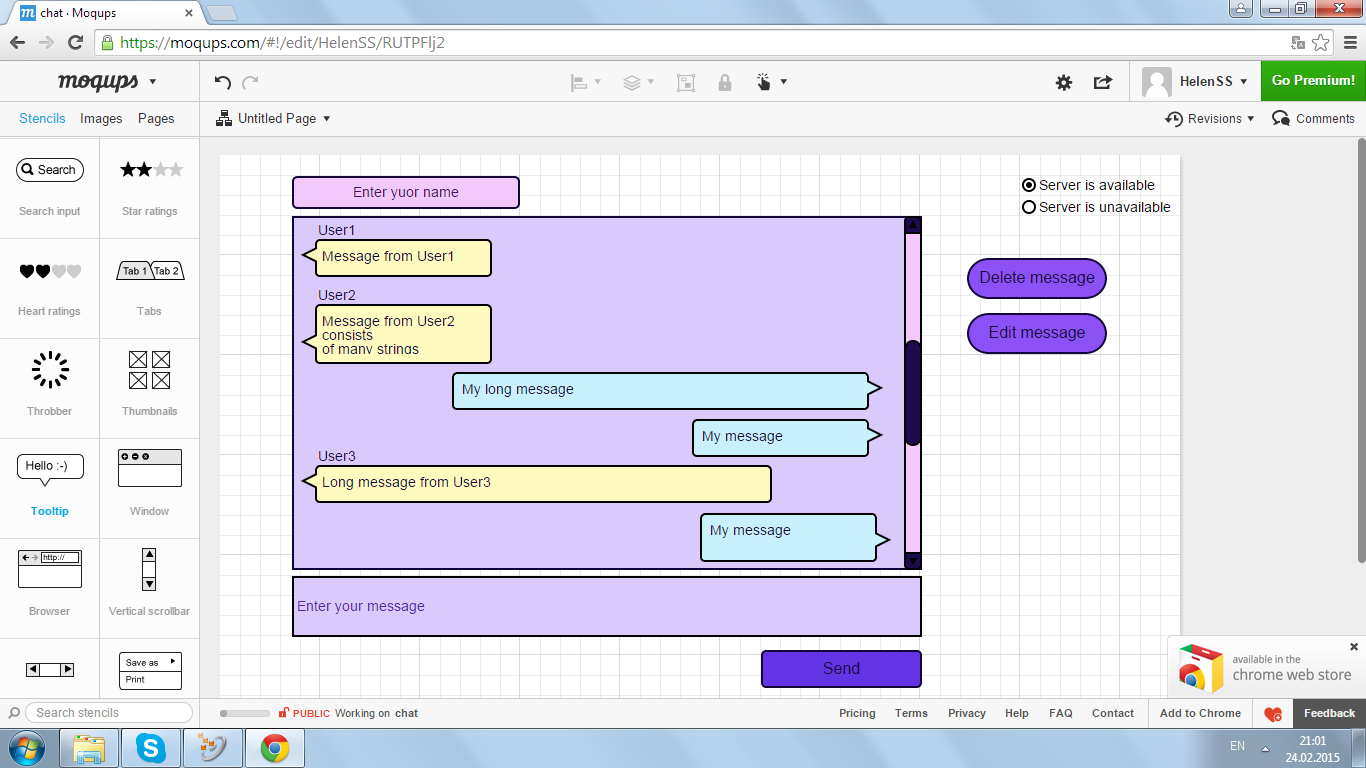 chat · Moqups
https://moqups.com/#!/edit/HelenSS/RUTPFlj2
moqups
HelenSS
Go Premium!
Stencils Images Pages
Untitled Page
Revisions
Comments
Search
Search input
Star ratings
Heart ratings
Tab 1 Tab 2
Tabs
Throbber
Thumbnails
Hello :-)
Tooltip
Window
http://
Browser
Vertical scrollbar
Save as
Print
Search stencils
Enter yuor name
User1
Message from User1
User2
Message from User2
consists
of many strings
My long message
My message
User3
Long message from User3
My message
Enter your message
Send
Server is available
Server is unavailable
Delete message
Edit message
available in the
chrome web store
PUBLIC Working on chat
Pricing Terms Privacy Help FAQ Contact Add to Chrome Feedback
EN
21:01
24.02.2015